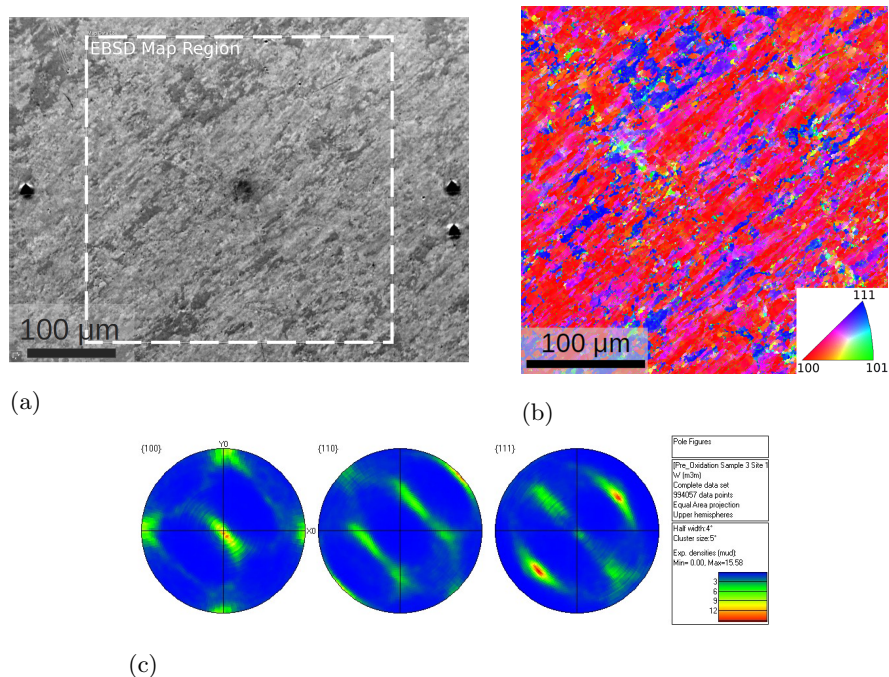 EBSD Map Region
100 µm
(a)
100 µm
111
100
101
(b)
{100}
Y0
X0
{110}
{111}
Pole Figures
[Pre_Oxidation Sample 3 Site 1
W (m3m)
Complete data set
994057 data points
Equal Area projection
Upper hemispheres
Half width:4°
Cluster size:5°
Exp. densities (mud):
Min= 0.00, Max=15.58
3
6
9
12
(c)